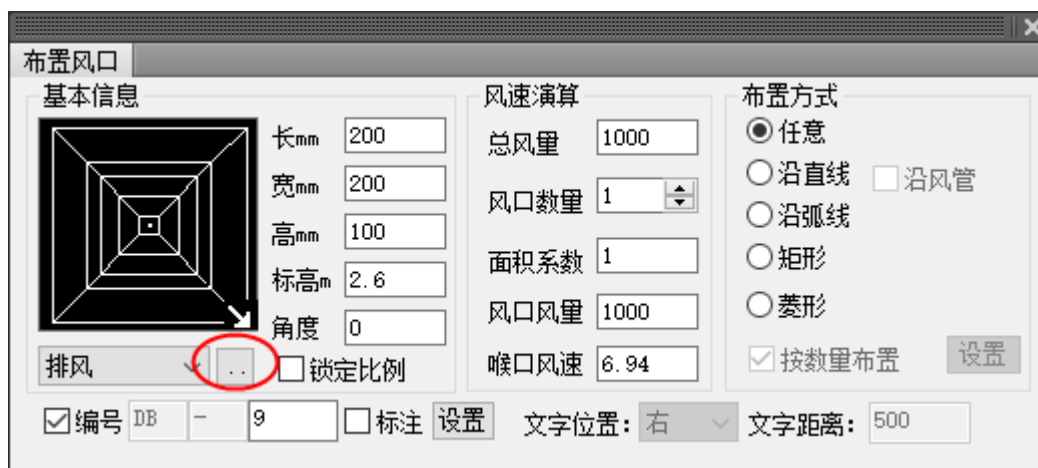 布置风口
基本信息
长mm 200
宽mm 200
高mm 100
标高m 2.6
角度 0
排风 .. 锁定比例
风速演算
总风量 1000
风口数量 1
面积系数 1
风口风量 1000
喉口风速 6.94
布置方式
任意
沿直线 沿风管
沿弧线
矩形
菱形
按数量布置 设置
编号 DB - 9 标注 设置 文字位置: 右 文字距离: 500